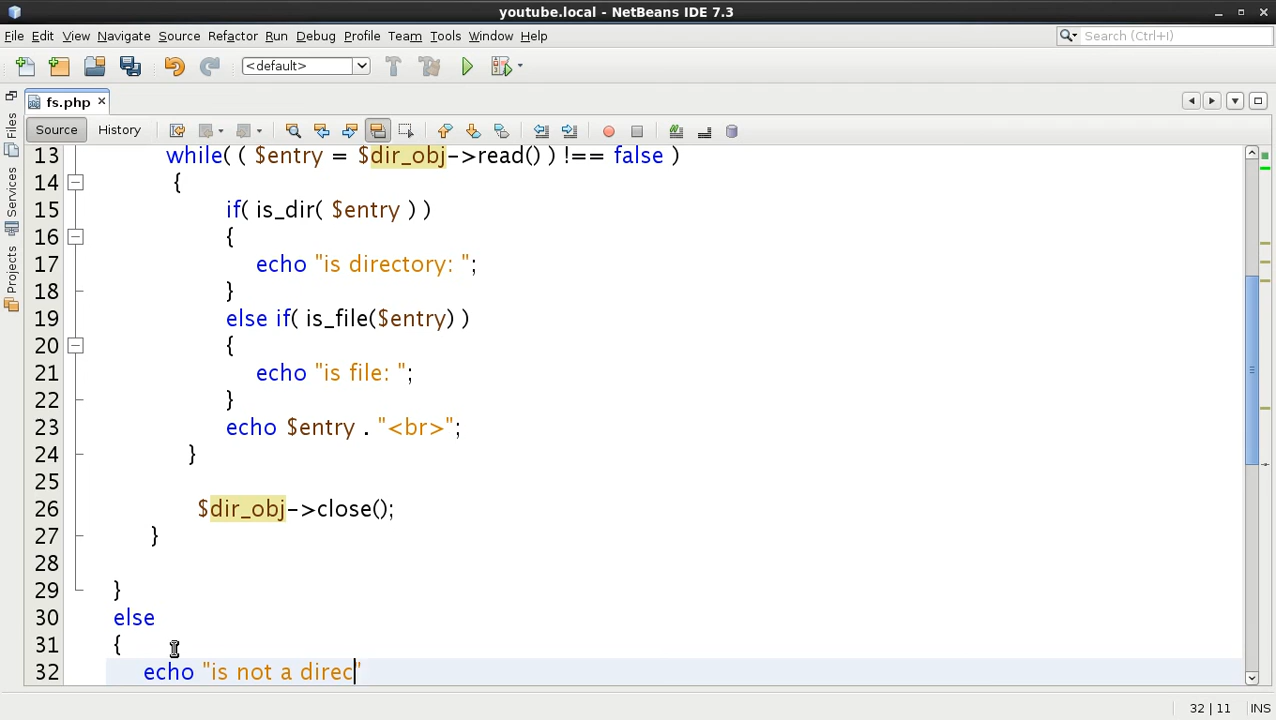 youtube.local - NetBeans IDE 7.3
File Edit View Navigate Source Refactor Run Debug Profile Team Tools Window Help
Search (Ctrl+I)
<default>
fs.php
Source History
Files
Services
Projects
13 while( ( $entry = $dir_obj->read() ) !== false )
14 {
15 if( is_dir( $entry ) )
16 {
17 echo "is directory: ";
18 }
19 else if( is_file($entry) )
20 {
21 echo "is file: ";
22 }
23 echo $entry . "<br>";
24 }
25
26 $dir_obj->close();
27 }
28
29 }
30 else
31 {
32 echo "is not a direc"
32 | 11 INS